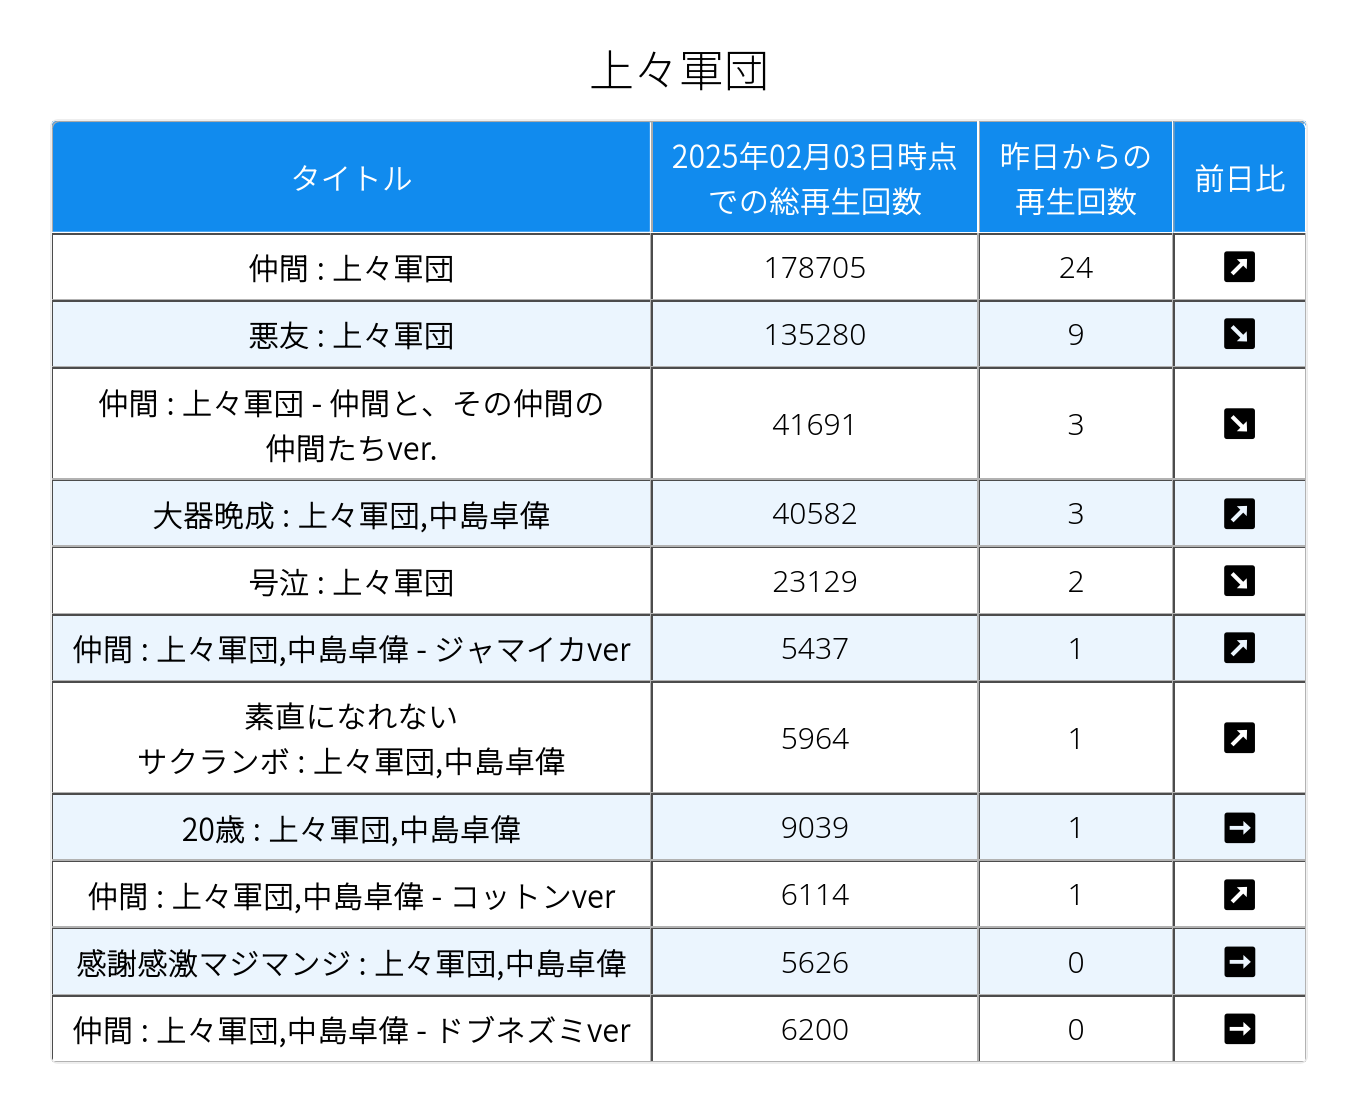 上々軍団
タイトル
2025年02月03日時点
での総再生回数
昨日からの
再生回数
前日比
仲間 : 上々軍団
178705
24
悪友 : 上々軍団
135280
9
仲間 : 上々軍団 - 仲間と、その仲間の
仲間たちver.
41691
3
大器晩成 : 上々軍団,中島卓偉
40582
3
号泣 : 上々軍団
23129
2
仲間 : 上々軍団,中島卓偉 - ジャマイカver
5437
1
素直になれない
サクランボ : 上々軍団,中島卓偉
5964
1
20歳 : 上々軍団,中島卓偉
9039
1
仲間 : 上々軍団,中島卓偉 - コットンver
6114
1
感謝感激マジマンジ : 上々軍団,中島卓偉
5626
0
仲間 : 上々軍団,中島卓偉 - ドブネズミver
6200
0